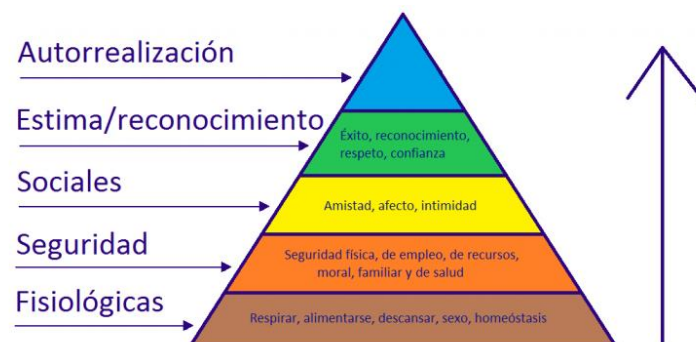 Autorrealización
Estima/reconocimiento
Éxito, reconocimiento,
respeto, confianza
Sociales
Amistad, afecto, intimidad
Seguridad
Seguridad física, de empleo, de recursos,
moral, familiar y de salud
Fisiológicas
Respirar, alimentarse, descansar, sexo, homeóstasis